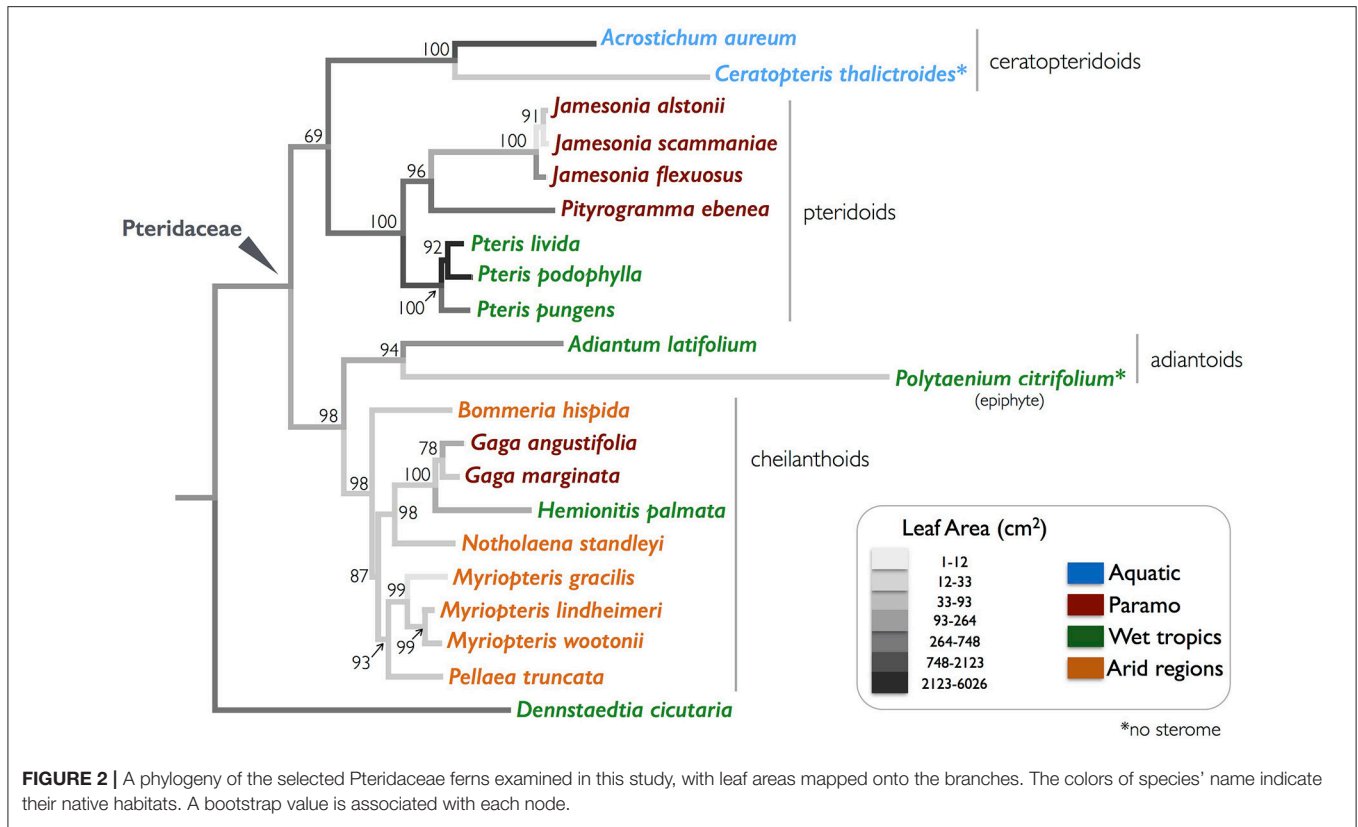 100
Acrostichum aureum
Ceratopteris thalictroides*
ceratopteridoids
69
91
Jamesonia alstonii
100
Jamesonia scammaniae
Jamesonia flexuosus
96
Pityrogramma ebenea
pteridoids
100
Pteridaceae
92
Pteris livida
Pteris podophylla
100
Pteris pungens
94
Adiantum latifolium
adiantoids
Polytaenium citrifolium*
(epiphyte)
98
Bommeria hispida
78
Gaga angustifolia
cheilanthoids
100
Gaga marginata
98
98
Hemionitis palmata
Notholaena standleyi
87
99
Myriopteris gracilis
Myriopteris lindheimeri
99
Myriopteris wootonii
93
Pellaea truncata
Dennstaedtia cicutaria
Leaf Area (cm²)
1-12
12-33
33-93
93-264
264-748
748-2123
2123-6026
Aquatic
Paramo
Wet tropics
Arid regions
*no sterome
FIGURE 2 | A phylogeny of the selected Pteridaceae ferns examined in this study, with leaf areas mapped onto the branches. The colors of species' name indicate
their native habitats. A bootstrap value is associated with each node.